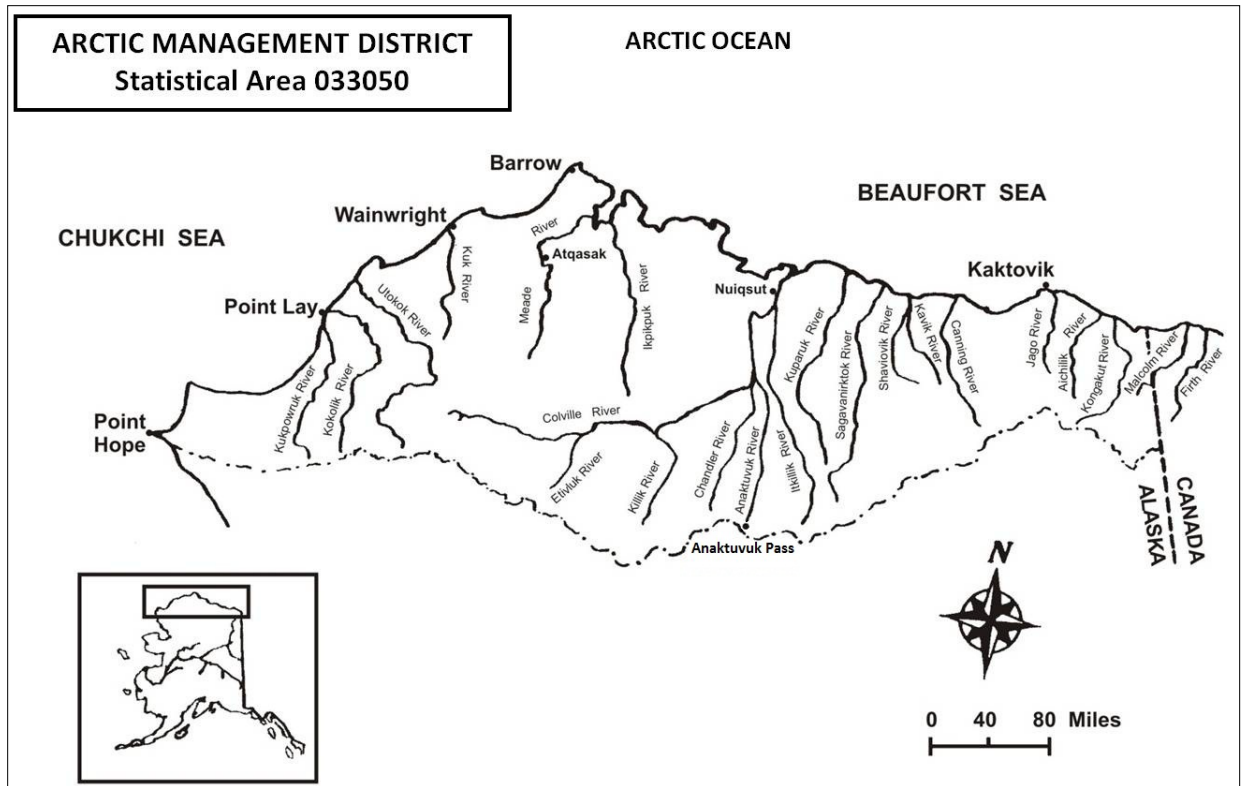 ARCTIC MANAGEMENT DISTRICT
Statistical Area 033050
ARCTIC OCEAN
BEAUFORT SEA
CHUKCHI SEA
Barrow
Wainwright
Point Lay
Point
Hope
Atqasak
Nuiqsut
Kaktovik
Anaktuvuk Pass
Kukpowruk River
Kokolik River
Utokok River
Kuk River
Meade
River
Ikpikpuk River
Colville River
Etivluk River
Killik River
Chandler River
Anaktuvuk River
Itkillik River
Kuparuk River
Sagavanirktok River
Shaviovik River
Kavik River
Canning River
Jago River
Aichilik River
Kongakut River
Malcolm River
Firth River
ALASKA
CANADA
N
0 40 80 Miles